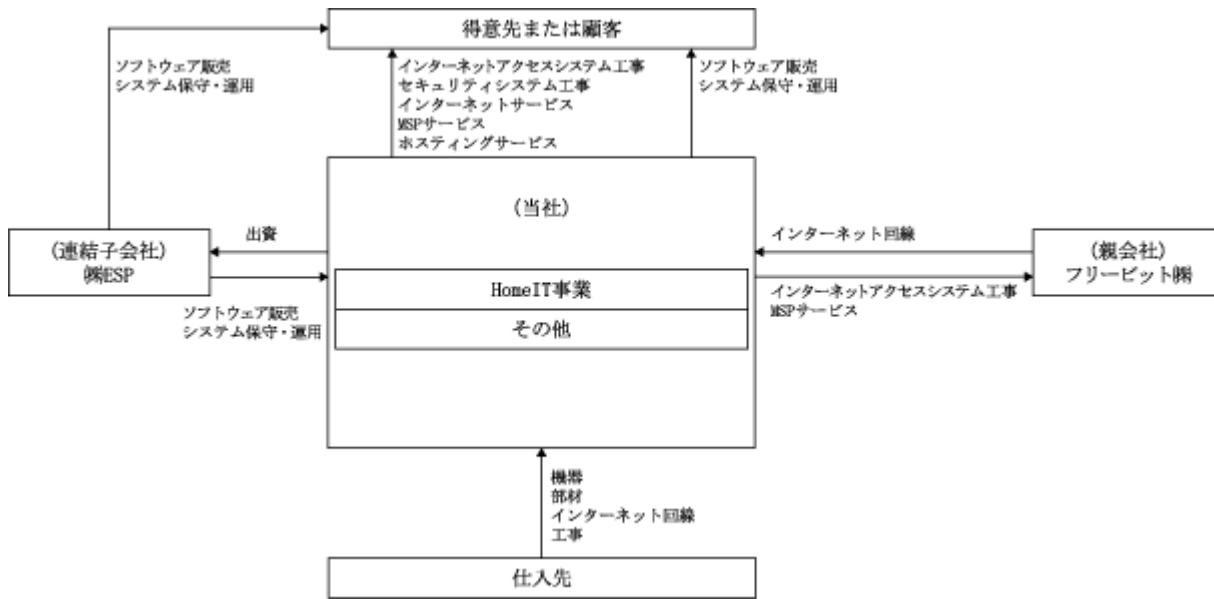 得意先または顧客
ソフトウェア販売
システム保守・運用
インターネットアクセスシステム工事
セキュリティシステム工事
インターネットサービス
MSPサービス
ホスティングサービス
ソフトウェア販売
システム保守・運用
(当社)
(連結子会社)
㈱ESP
出資
ソフトウェア販売
システム保守・運用
HomeIT事業
その他
インターネット回線
(親会社)
フリービット㈱
インターネットアクセスシステム工事
MSPサービス
機器
部材
インターネット回線
工事
仕入先